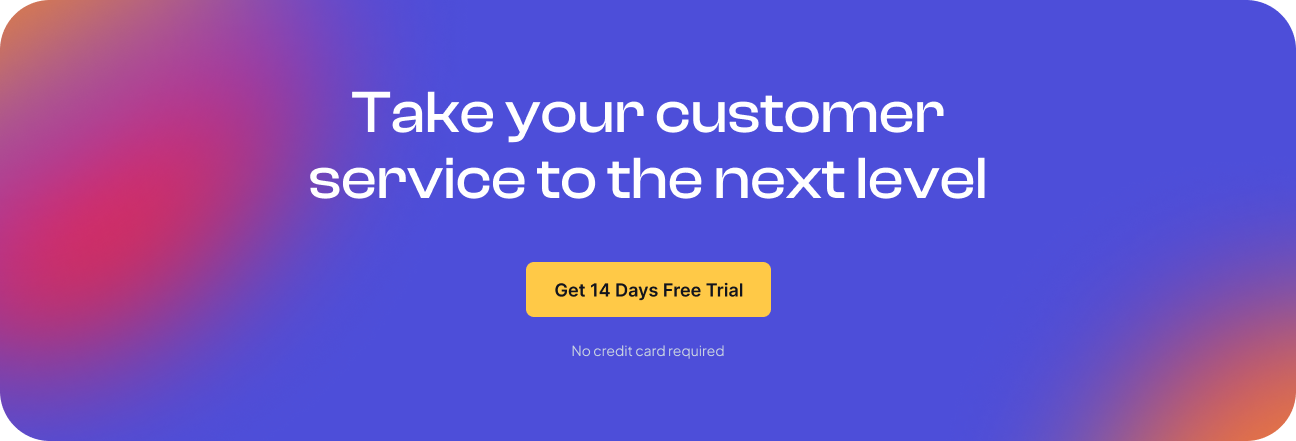 Take your customer
service to the next level
Get 14 Days Free Trial
No credit card required